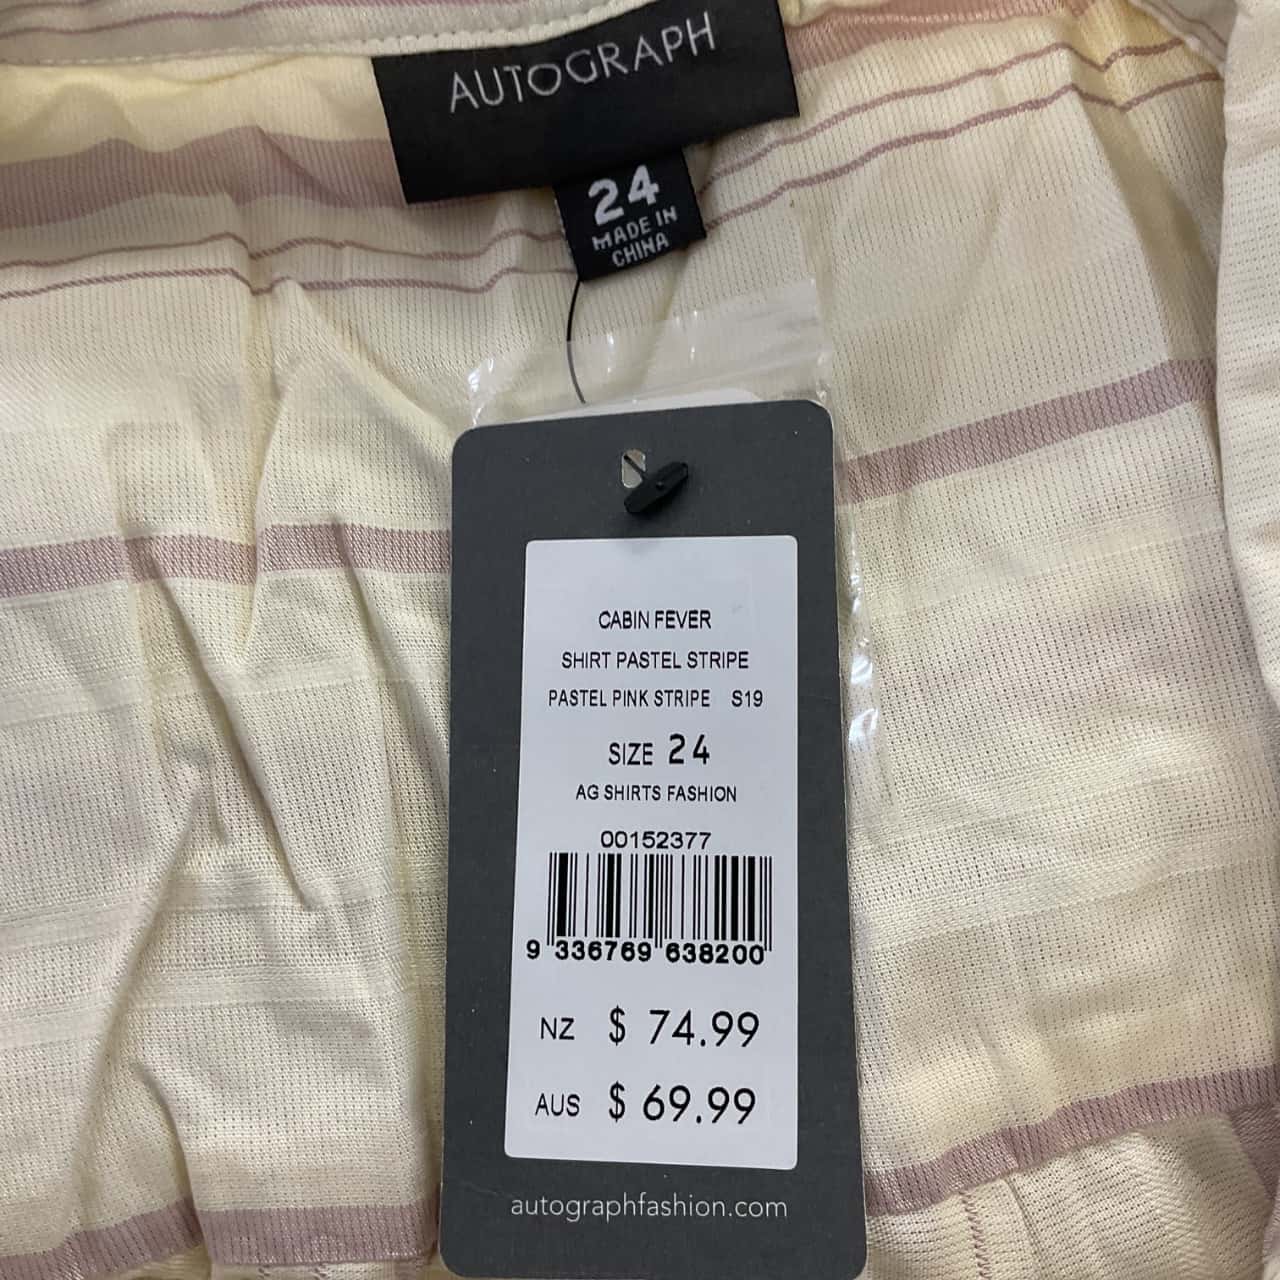 AUTOGRAPH
24
MADE IN
CHINA
CABIN FEVER
SHIRT PASTEL STRIPE
PASTEL PINK STRIPE S19
SIZE 24
AG SHIRTS FASHION
00152377
9 336769 638200
NZ $ 74.99
AUS $ 69.99
autographfashion.com